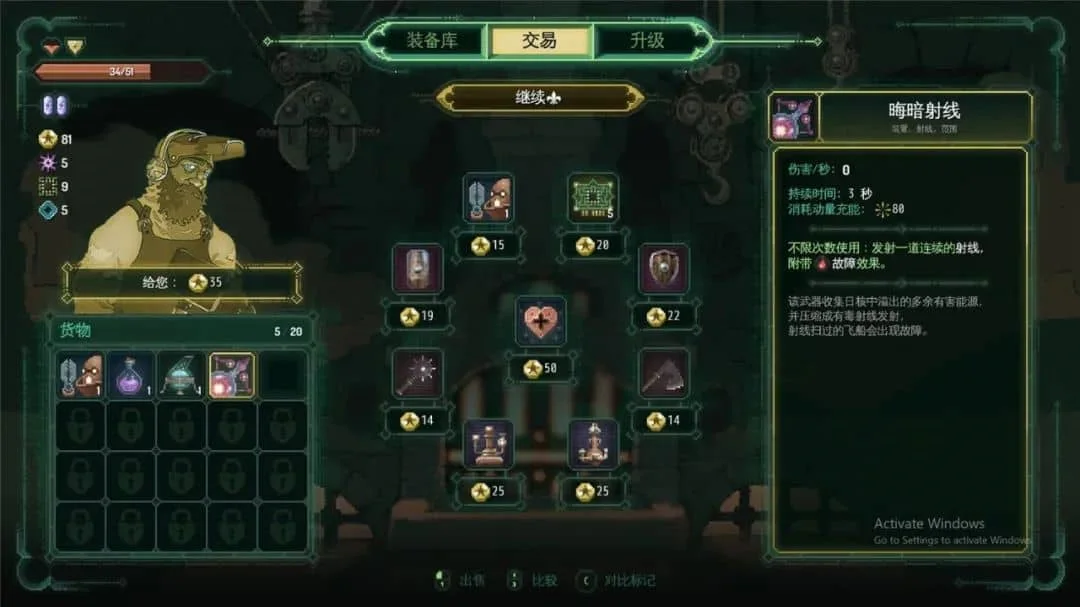 装备库
交易
升级
34/51
继续
81
5
9
5
给您: 35
货物 5 / 20
1
1
4
1
5
15
20
19
22
50
14
14
25
25
晦暗射线
装置, 射线, 范围
伤害/秒: 0
持续时间: 3 秒
消耗动量充能: 80
不限次数使用: 发射一道连续的射线,
附带 故障效果。
该武器收集日核中溢出的多余有害能源,
并压缩成有毒射线发射,
射线扫过的飞船会出现故障。
Activate Windows
Go to Settings to activate Windows
出售
比较
C 对比标记